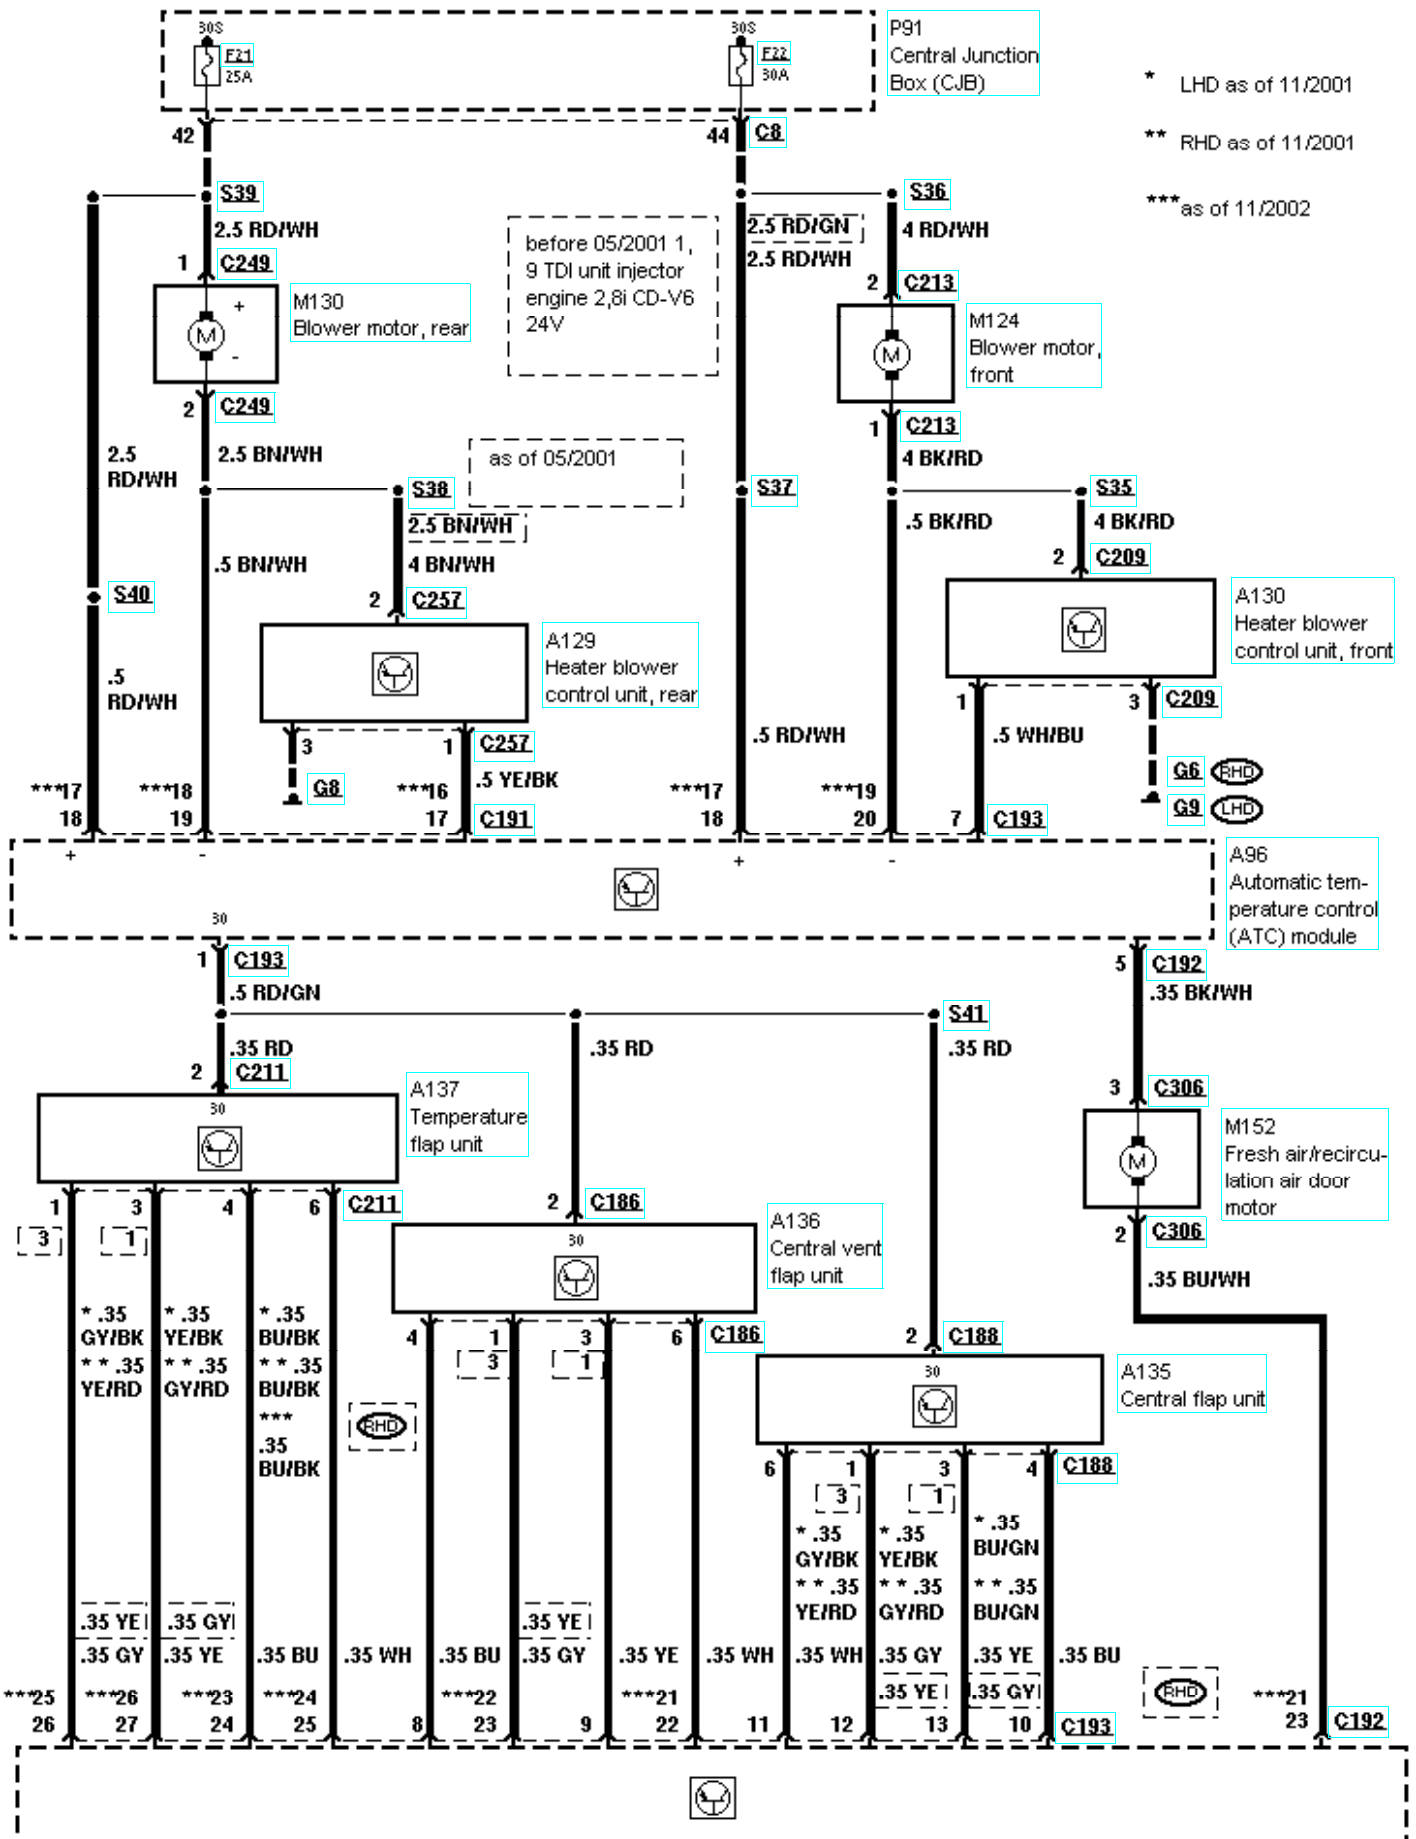 30S
F21
25A
30S
F22
30A
P91
Central Junction
Box (CJB)
* LHD as of 11/2001
** RHD as of 11/2001
***as of 11/2002
42
44
C8
S39
2.5 RD/WH
1
C249
M130
Blower motor, rear
+
M
-
2
C249
before 05/2001 1,
9 TDI unit injector
engine 2,8i CD-V6
24V
2.5 RD/GN
2.5 RD/WH
S36
4 RD/WH
2
C213
M124
Blower motor,
front
M
1
C213
4 BK/RD
2.5
RD/WH
2.5 BN/WH
as of 05/2001
S38
2.5 BN/WH
4 BN/WH
.5 BN/WH
S37
.5 BK/RD
S35
4 BK/RD
2
C209
S40
2
C257
A129
Heater blower
control unit, rear
A130
Heater blower
control unit, front
.5
RD/WH
3
1
C257
G8
.5 YE/BK
.5 RD/WH
1
3
C209
.5 WH/BU
G6
RHD
G9
LHD
***17
18
***18
19
***16
17
C191
***17
18
***19
20
7
C193
+
-
+
-
A96
Automatic tem-
perature control
(ATC) module
30
1
C193
.5 RD/GN
S41
5
C192
.35 BK/WH
.35 RD
.35 RD
.35 RD
2
C211
30
A137
Temperature
flap unit
3
C306
M152
Fresh air/recircu-
lation air door
motor
M
2
C306
.35 BU/WH
1
3
4
6
C211
3
1
2
C186
30
A136
Central vent
flap unit
* .35
GY/BK
* * .35
YE/RD
* .35
YE/BK
* * .35
GY/RD
* .35
BU/BK
* * .35
BU/BK
***
.35
BU/BK
RHD
4
1
3
6
C186
3
1
2
C188
30
A135
Central flap unit
6
1
3
4
C188
3
1
* .35
GY/BK
* * .35
YE/RD
* .35
YE/BK
* * .35
GY/RD
* .35
BU/GN
* * .35
BU/GN
.35 YE
.35 GY
.35 YE
.35 GY
.35 YE
.35 BU
.35 WH
.35 BU
.35 GY
.35 YE
.35 WH
.35 WH
.35 GY
.35 YE
.35 BU
.35 YE
.35 GY
RHD
***25
***26
***23
***24
***22
***21
***21
26
27
24
25
8
23
9
22
11
12
13
10
C193
23
C192